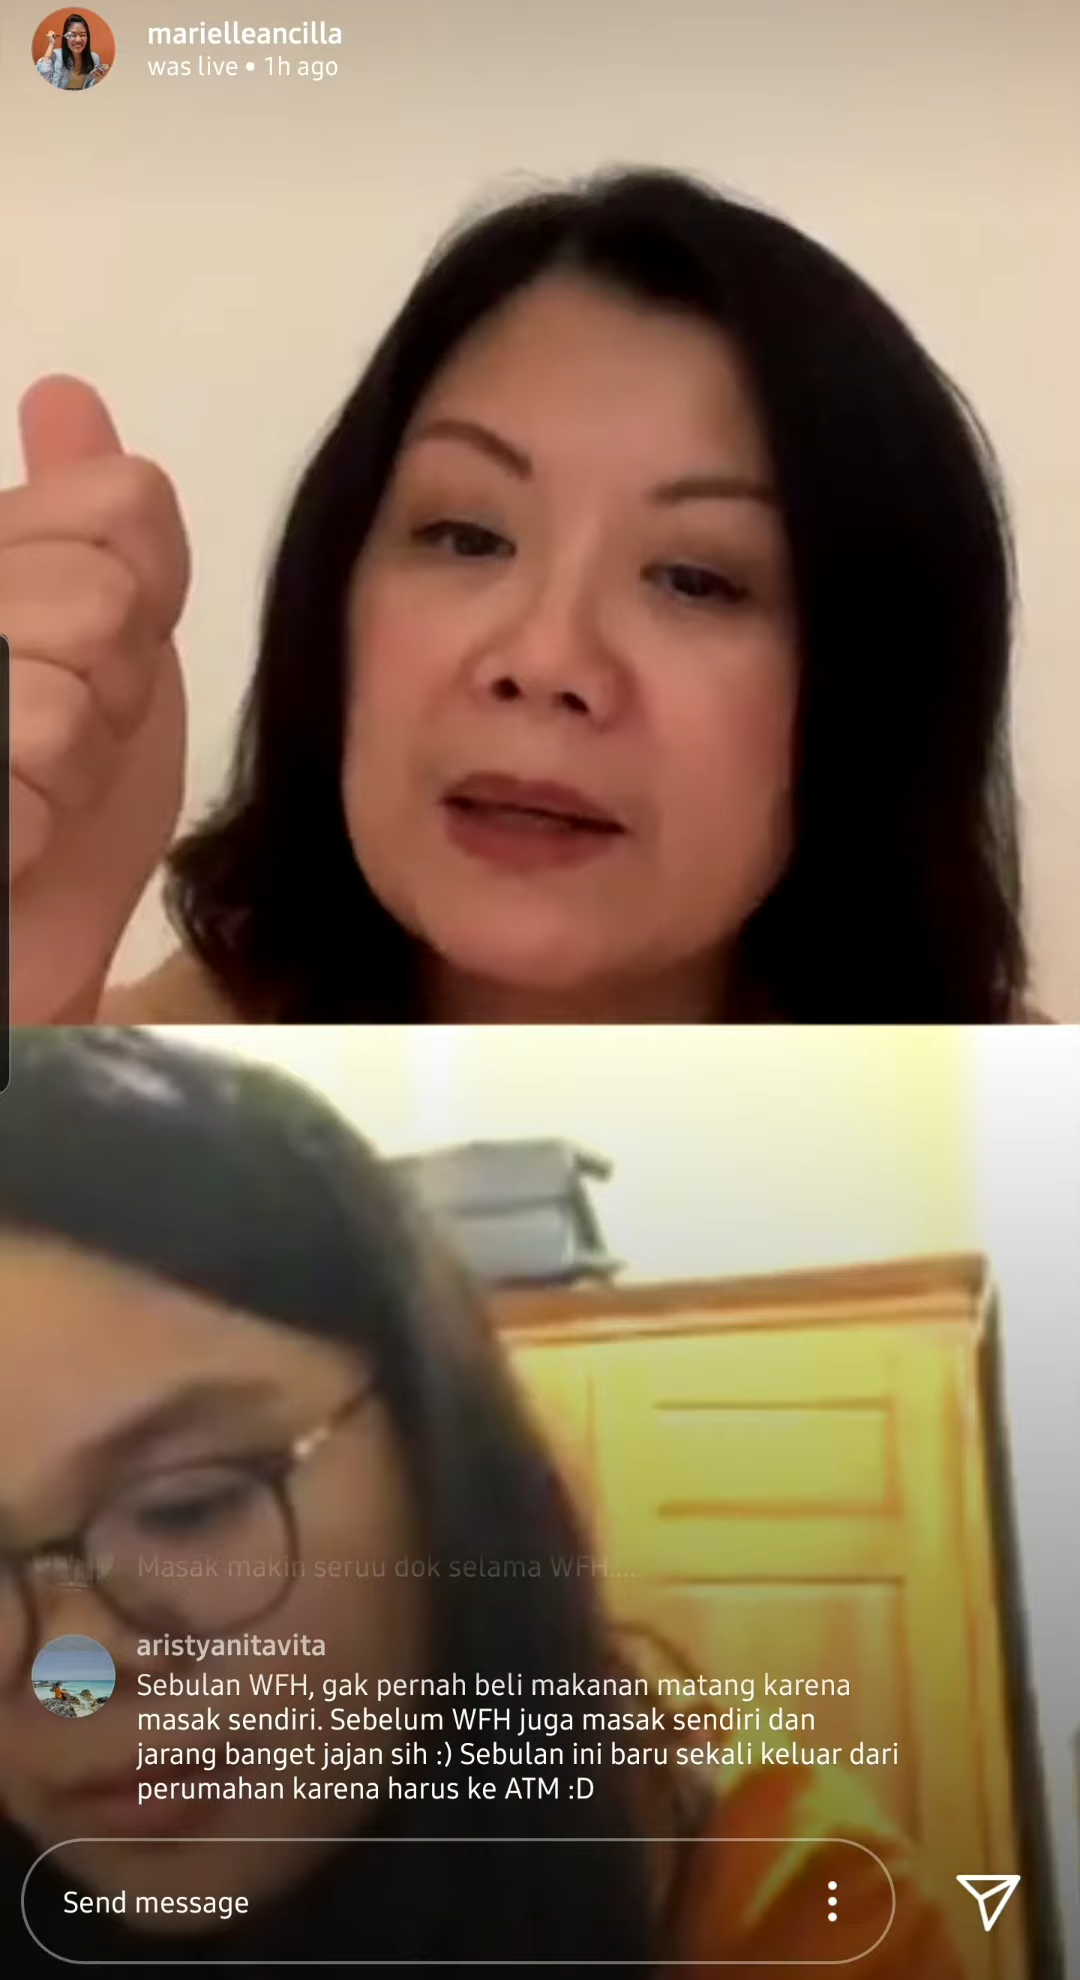 marielleancilla
was live • 1h ago
Masak makin seruu dok selama WFH.....
aristyanitavita
Sebulan WFH, gak pernah beli makanan matang karena
masak sendiri. Sebelum WFH juga masak sendiri dan
jarang banget jajan sih :) Sebulan ini baru sekali keluar dari
perumahan karena harus ke ATM :D
Send message